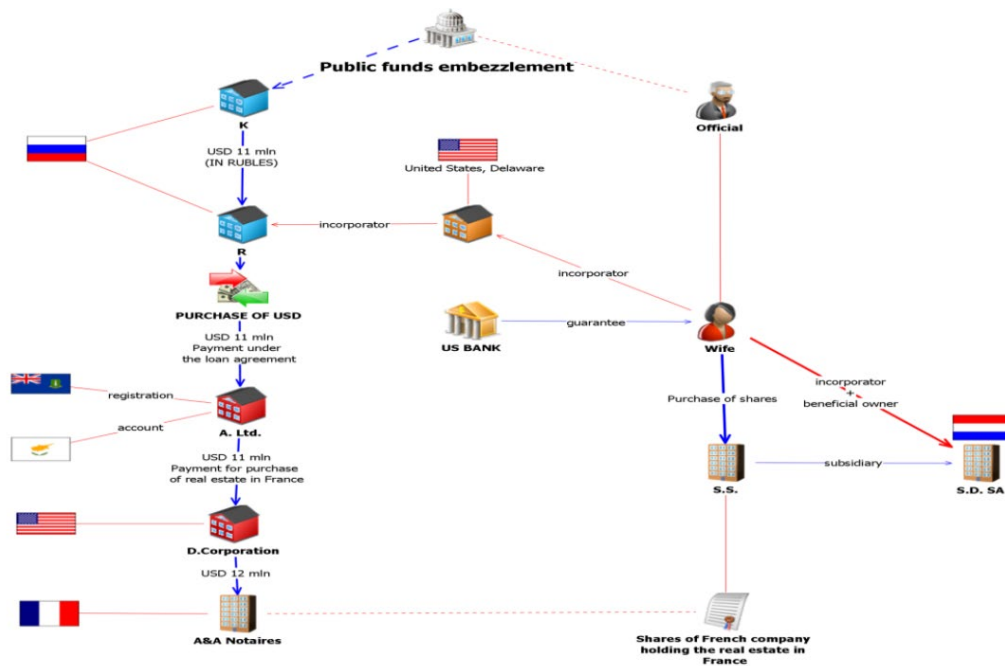 Public funds embezzlement
Official
K
USD 11 mln
(IN RUBLES)
United States, Delaware
incorporator
R
incorporator
PURCHASE OF USD
US BANK
guarantee
Wife
USD 11 mln
Payment under
the loan agreement
incorporator
+
beneficial owner
registration
Purchase of shares
account
A. Ltd.
USD 11 mln
Payment for purchase
of real estate in France
subsidiary
S.S.
S.D. SA
D.Corporation
USD 12 mln
A&A Notaires
Shares of French company
holding the real estate in
France